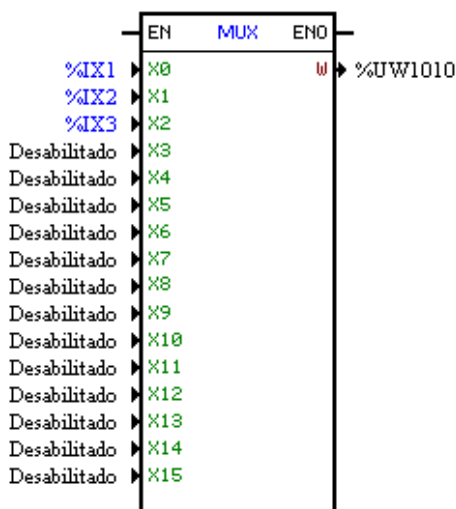 EN MUX ENO
%IX1 X0 W %UW1010
%IX2 X1
%IX3 X2
Desabilitado X3
Desabilitado X4
Desabilitado X5
Desabilitado X6
Desabilitado X7
Desabilitado X8
Desabilitado X9
Desabilitado X10
Desabilitado X11
Desabilitado X12
Desabilitado X13
Desabilitado X14
Desabilitado X15